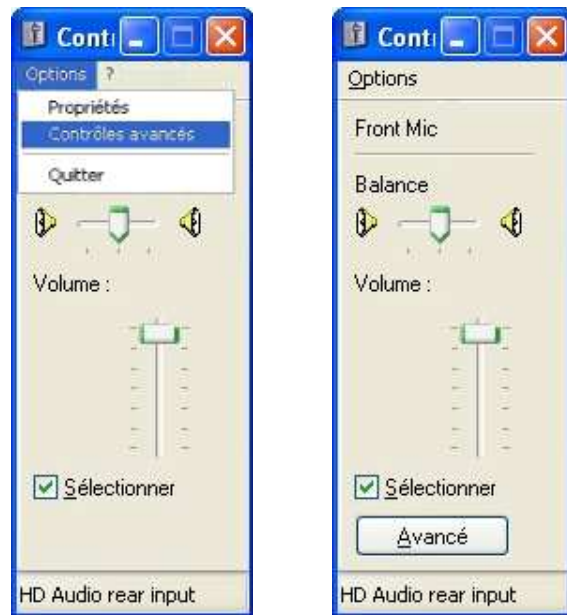 Conti
Options ?
Propriétés
Contrôles avancés
Quitter
Volume :
Sélectionner
HD Audio rear input
Conti
Options
Front Mic
Balance
Volume :
Sélectionner
Avancé
HD Audio rear input